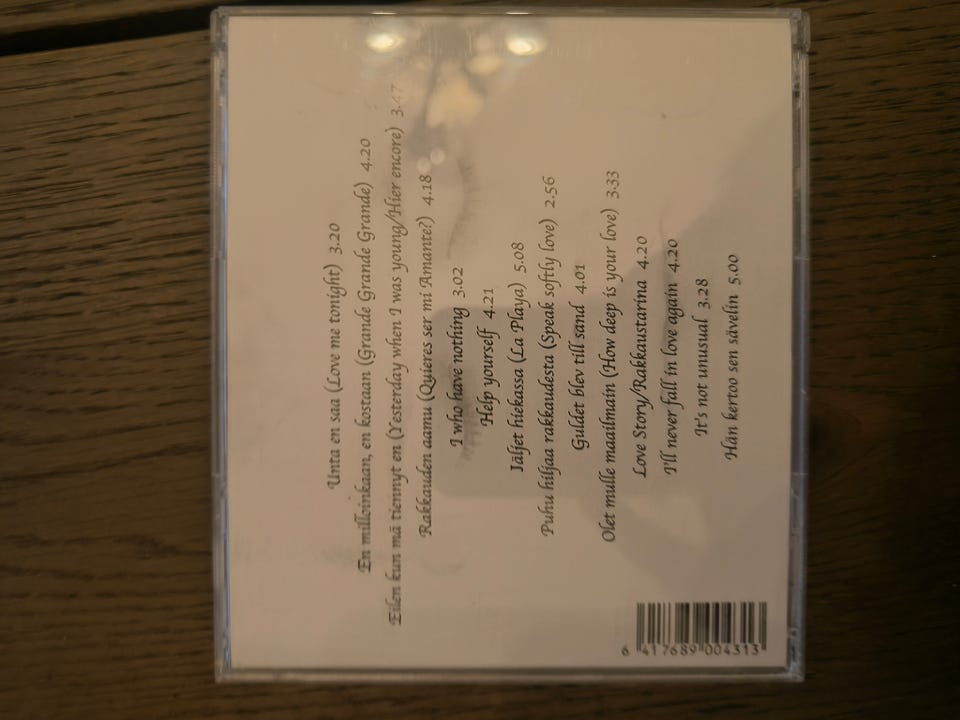 Unta en saa (Love me tonight) 3.20
En milloinkaan, en kostaan (Grande Grande Grande) 4.20
Eilen kun mä tiennyt en (Yesterday when I was young/Hier encore) 3.47
Rakkauden aamu (Quieres ser mi Amante?) 4.18
I who have nothing 3.02
Help yourself 4.21
Jäljet hiekassa (La Playa) 5.08
Puhu hiljaa rakkaudesta (Speak softly love) 2.56
Guldet blev till sand 4.01
Olet mulle maailmain (How deep is your love) 3.33
Love Story/Rakkaustarina 4.20
I'll never fall in love again 4.20
It's not unusual 3.28
Hän kertoo sen sävelin 5.00
6 417689 004313